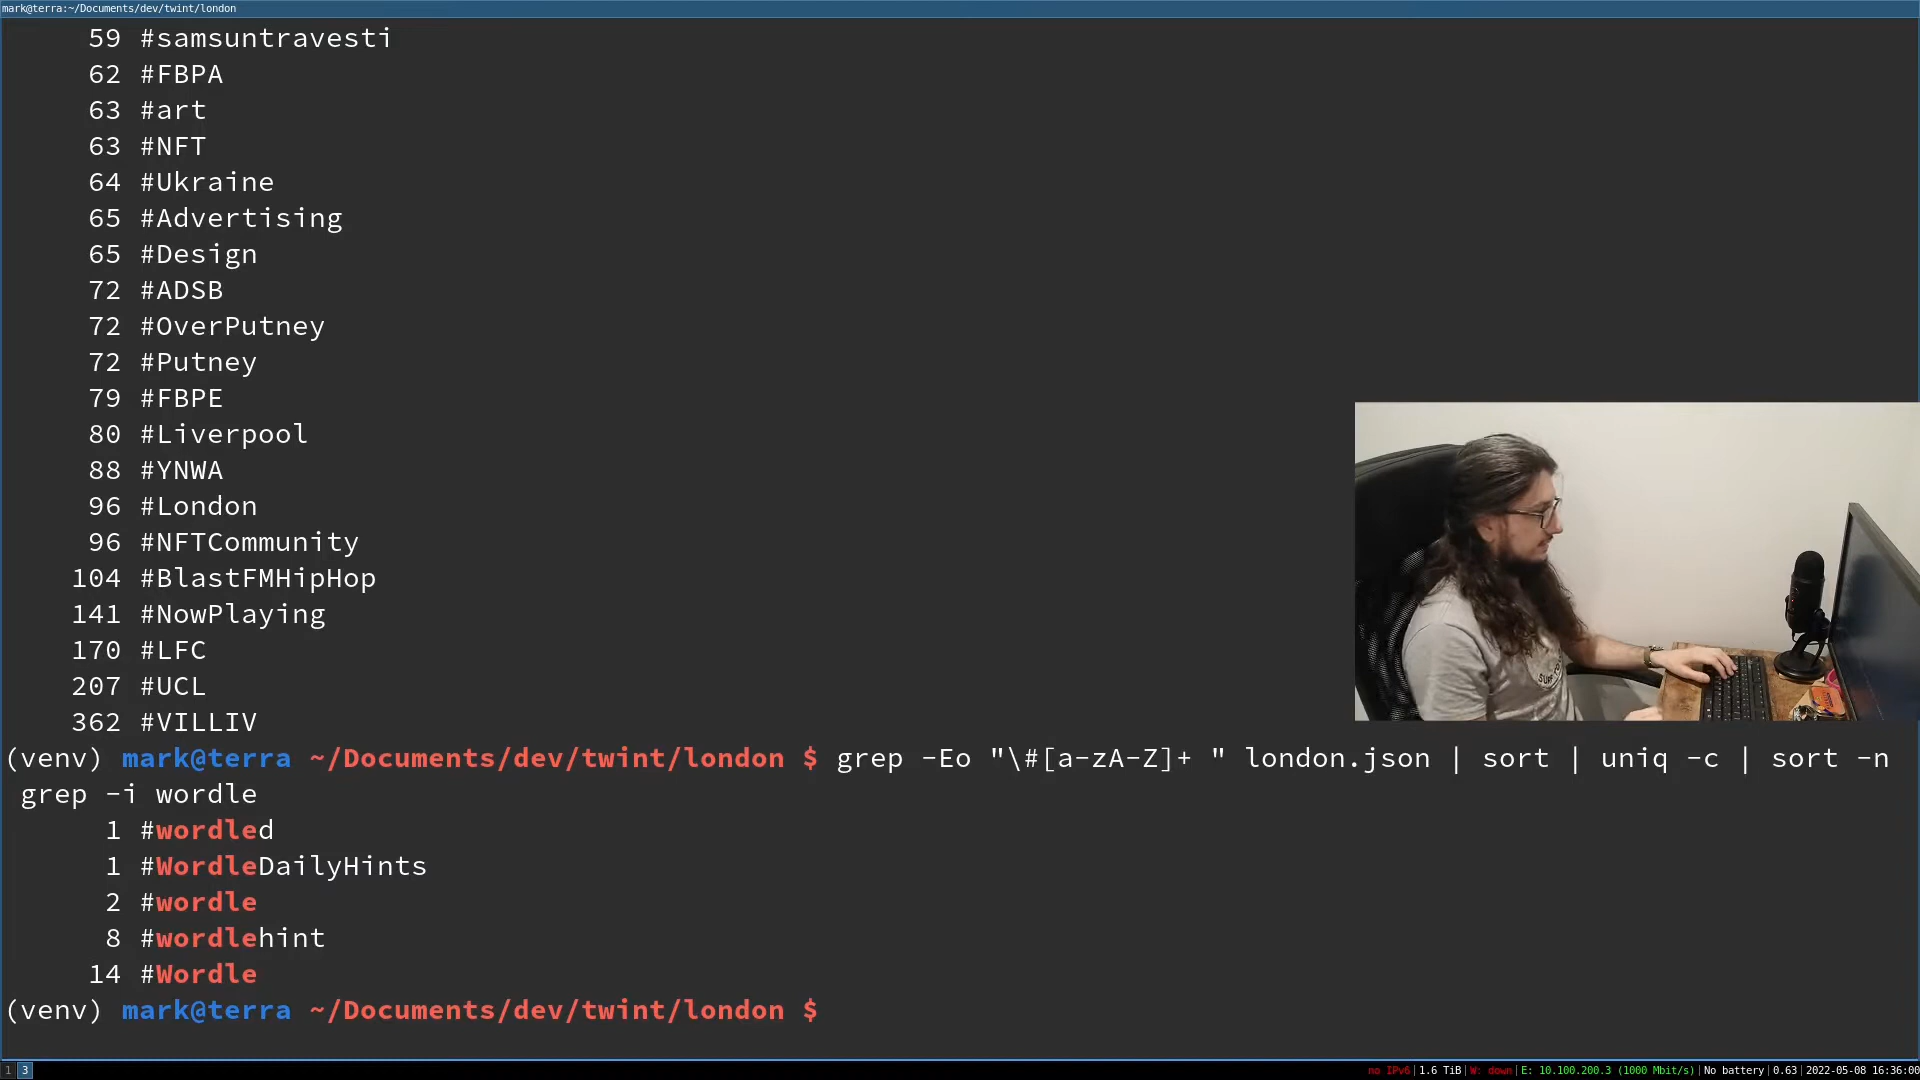 mark@terra:~/Documents/dev/twint/london
59 #samsuntravesti
62 #FBPA
63 #art
63 #NFT
64 #Ukraine
65 #Advertising
65 #Design
72 #ADSB
72 #OverPutney
72 #Putney
79 #FBPE
80 #Liverpool
88 #YNWA
96 #London
96 #NFTCommunity
104 #BlastFMHipHop
141 #NowPlaying
170 #LFC
207 #UCL
362 #VILLIV
(venv) mark@terra ~/Documents/dev/twint/london $ grep -Eo "\#[a-zA-Z]+ " london.json | sort | uniq -c | sort -n
grep -i wordle
1 #wordled
1 #WordleDailyHints
2 #wordle
8 #wordlehint
14 #Wordle
(venv) mark@terra ~/Documents/dev/twint/london $
1 3 no IPv6|1.6 TiB|W: down|E: 10.100.200.3 (1000 Mbit/s)|No battery|0.63|2022-05-08 16:36:00